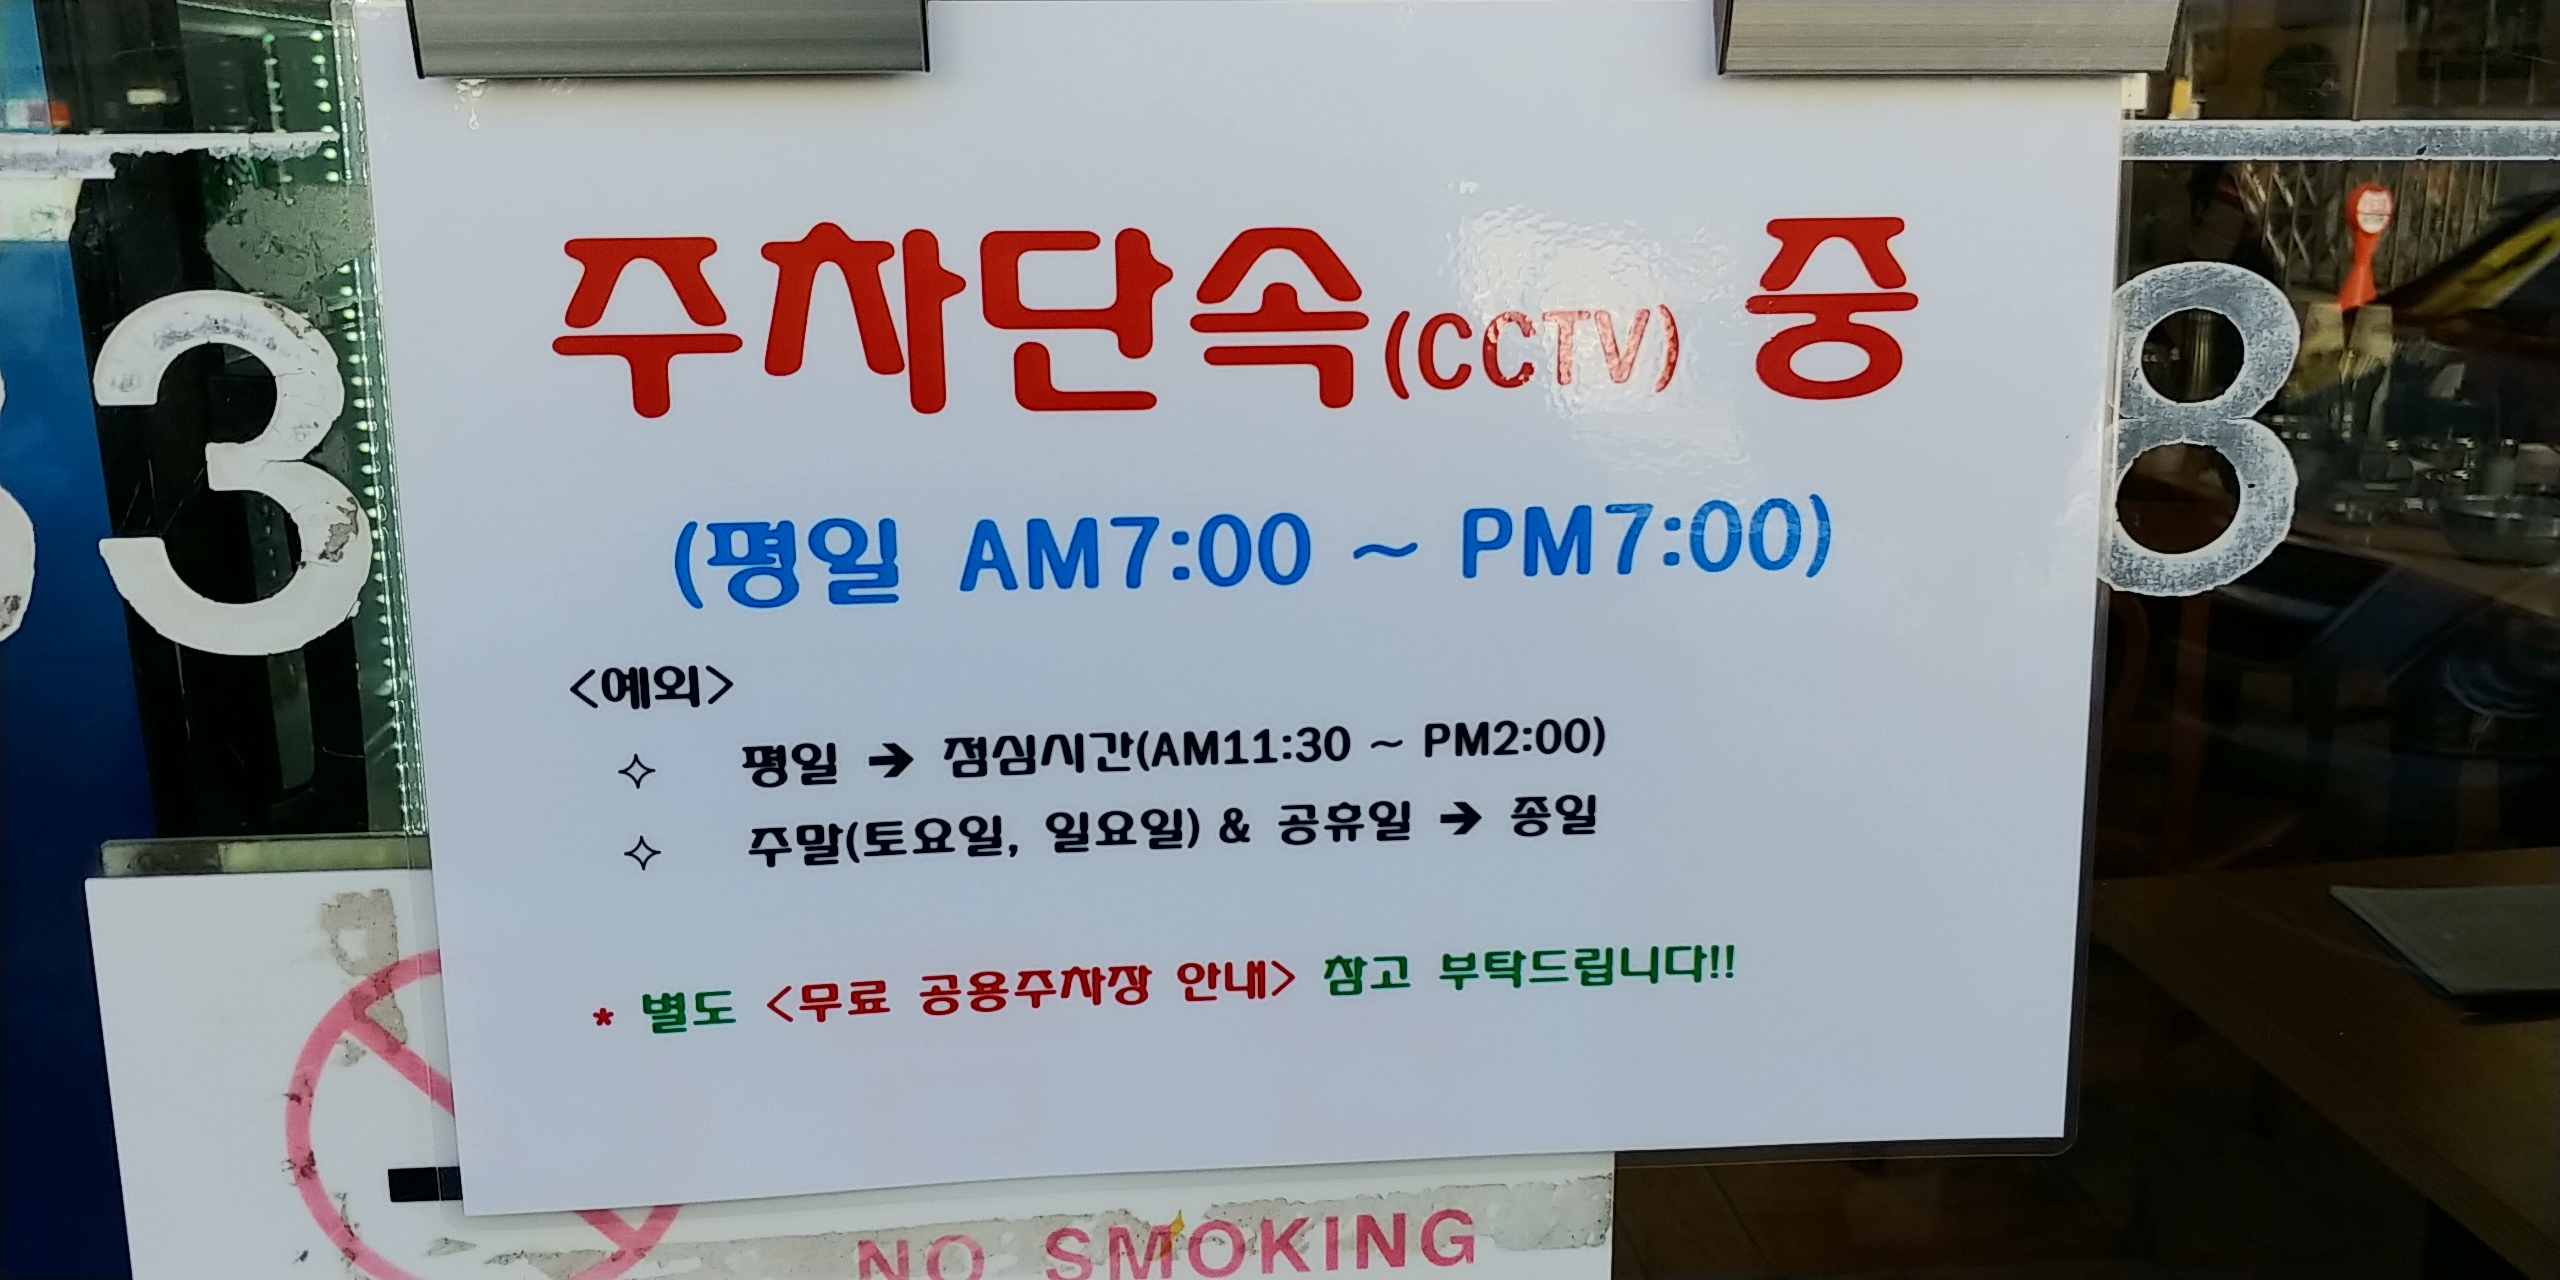 주차단속(CCTV) 중
(평일 AM7:00 ~ PM7:00)
<예외>
✧ 평일 → 점심시간(AM11:30 ~ PM2:00)
✧ 주말(토요일, 일요일) & 공휴일 → 종일
* 별도 <무료 공용주차장 안내> 참고 부탁드립니다!!
3
8
NO SMOKING